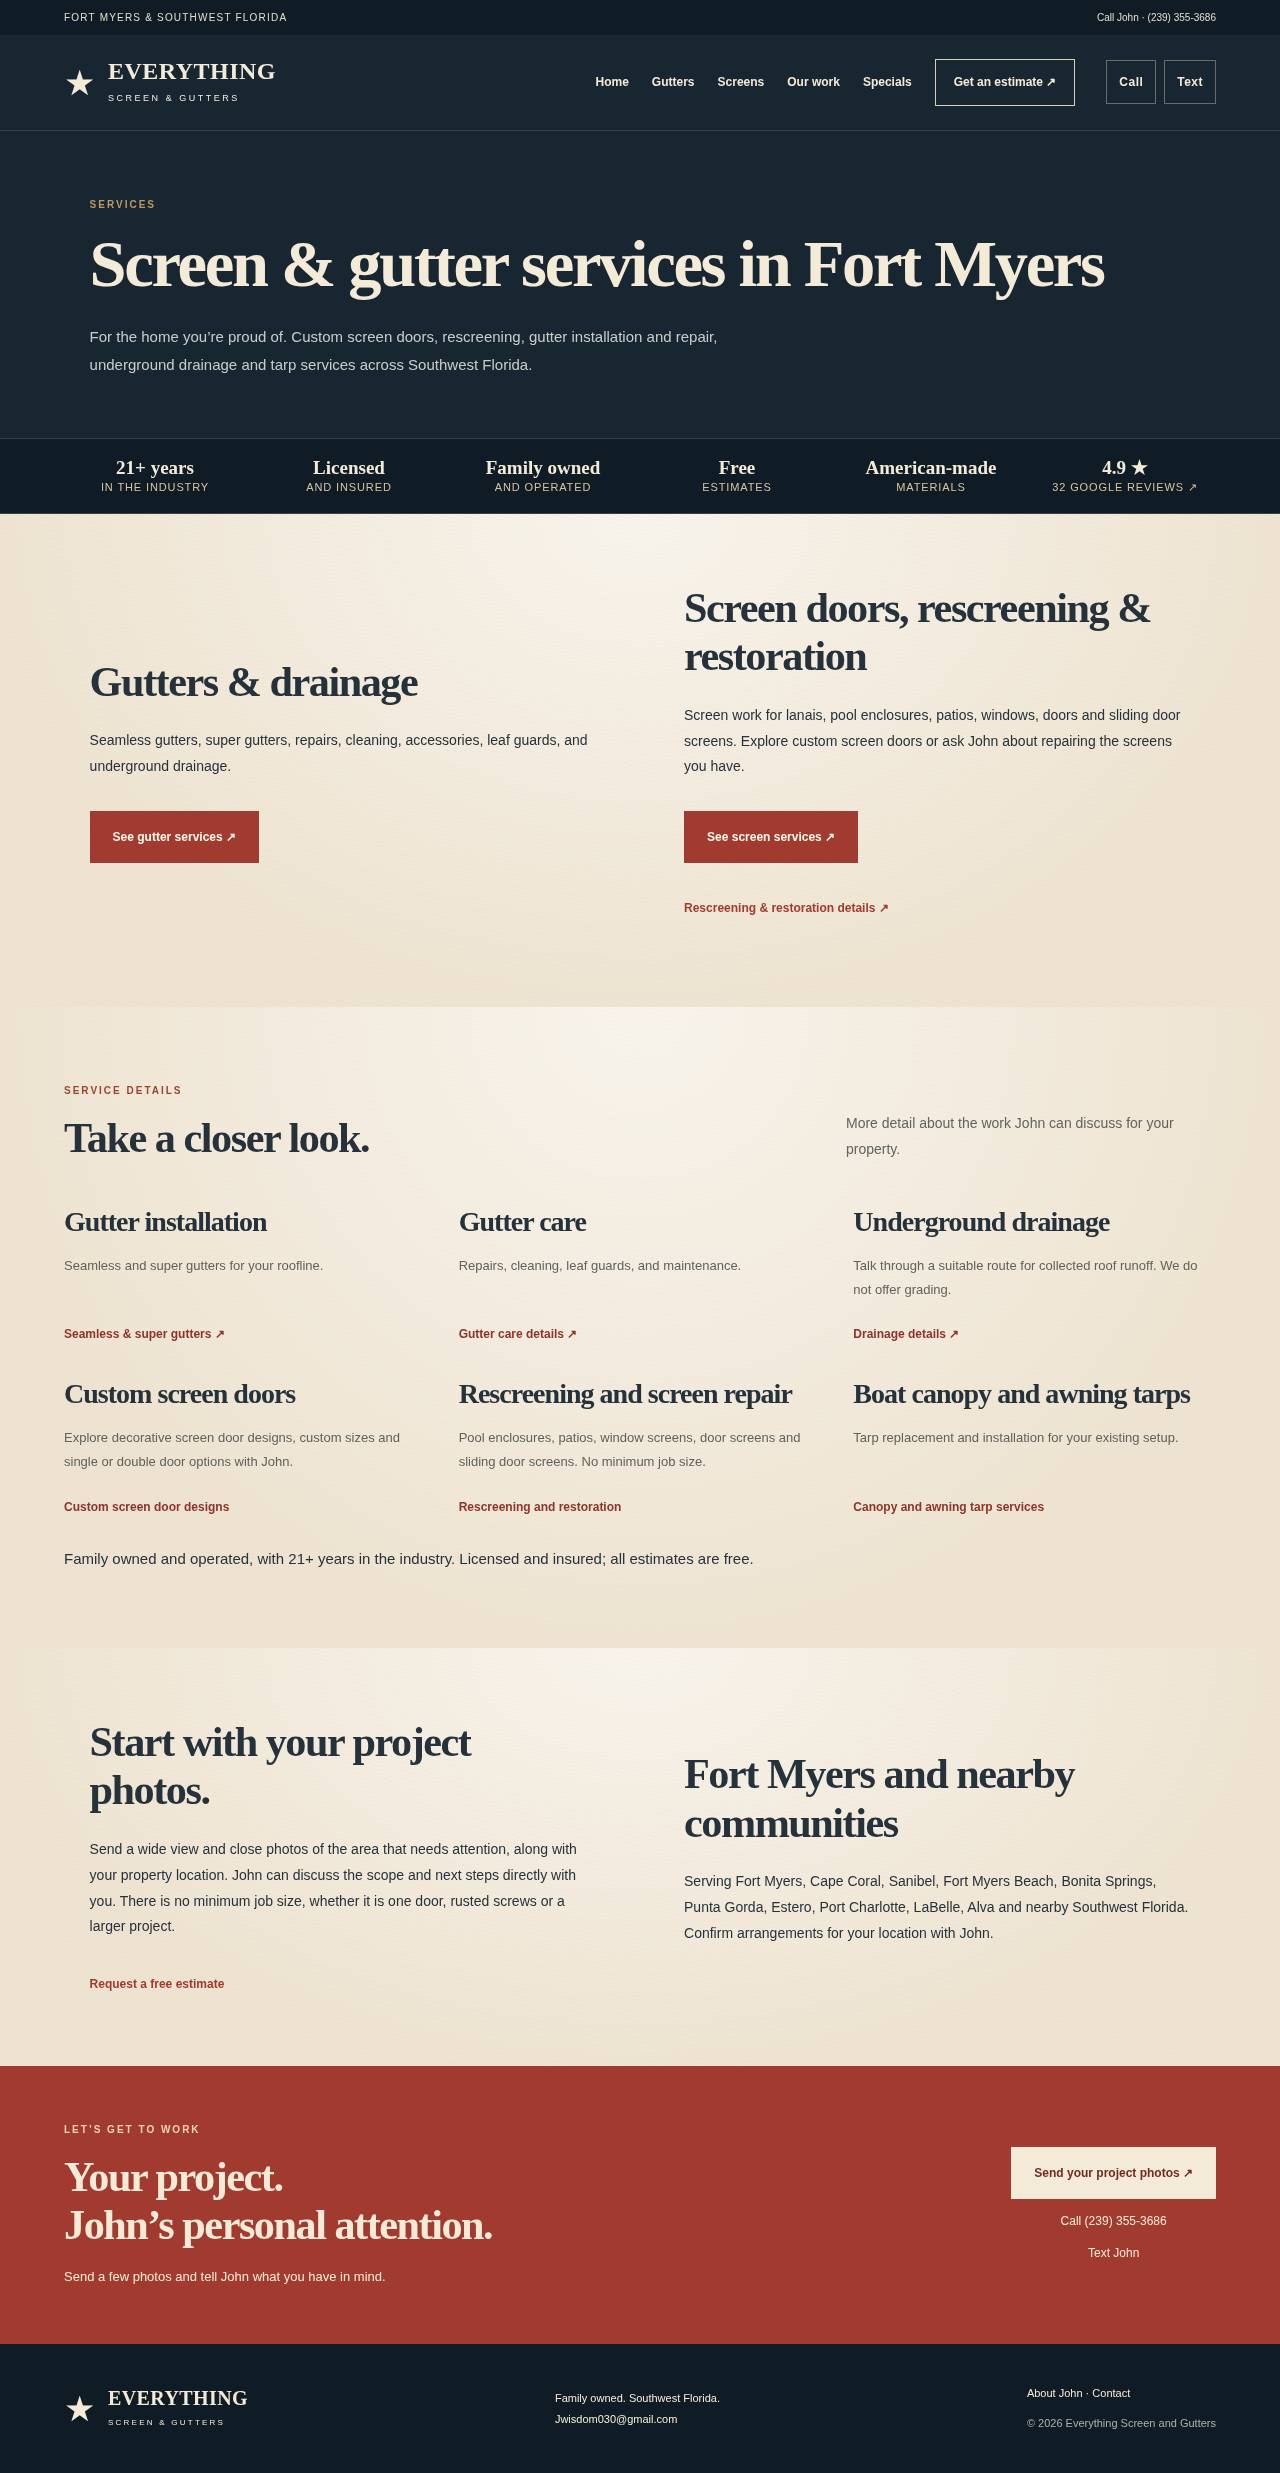 FORT MYERS & SOUTHWEST FLORIDA
Call John · (239) 355-3686
★ EVERYTHING
SCREEN & GUTTERS
Home Gutters Screens Our work Specials Get an estimate ↗ Call Text
SERVICES
Screen & gutter services in Fort Myers
For the home you’re proud of. Custom screen doors, rescreening, gutter installation and repair,
underground drainage and tarp services across Southwest Florida.
21+ years
IN THE INDUSTRY
Licensed
AND INSURED
Family owned
AND OPERATED
Free
ESTIMATES
American-made
MATERIALS
4.9 ★
32 GOOGLE REVIEWS ↗
Gutters & drainage
Seamless gutters, super gutters, repairs, cleaning, accessories, leaf guards, and
underground drainage.
See gutter services ↗
Screen doors, rescreening &
restoration
Screen work for lanais, pool enclosures, patios, windows, doors and sliding door
screens. Explore custom screen doors or ask John about repairing the screens
you have.
See screen services ↗
Rescreening & restoration details ↗
SERVICE DETAILS
Take a closer look.
More detail about the work John can discuss for your
property.
Gutter installation
Seamless and super gutters for your roofline.
Seamless & super gutters ↗
Gutter care
Repairs, cleaning, leaf guards, and maintenance.
Gutter care details ↗
Underground drainage
Talk through a suitable route for collected roof runoff. We do
not offer grading.
Drainage details ↗
Custom screen doors
Explore decorative screen door designs, custom sizes and
single or double door options with John.
Custom screen door designs
Rescreening and screen repair
Pool enclosures, patios, window screens, door screens and
sliding door screens. No minimum job size.
Rescreening and restoration
Boat canopy and awning tarps
Tarp replacement and installation for your existing setup.
Canopy and awning tarp services
Family owned and operated, with 21+ years in the industry. Licensed and insured; all estimates are free.
Start with your project
photos.
Send a wide view and close photos of the area that needs attention, along with
your property location. John can discuss the scope and next steps directly with
you. There is no minimum job size, whether it is one door, rusted screws or a
larger project.
Request a free estimate
Fort Myers and nearby
communities
Serving Fort Myers, Cape Coral, Sanibel, Fort Myers Beach, Bonita Springs,
Punta Gorda, Estero, Port Charlotte, LaBelle, Alva and nearby Southwest Florida.
Confirm arrangements for your location with John.
LET’S GET TO WORK
Your project.
John’s personal attention.
Send a few photos and tell John what you have in mind.
Send your project photos ↗
Call (239) 355-3686
Text John
★ EVERYTHING
SCREEN & GUTTERS
Family owned. Southwest Florida.
Jwisdom030@gmail.com
About John · Contact
© 2026 Everything Screen and Gutters